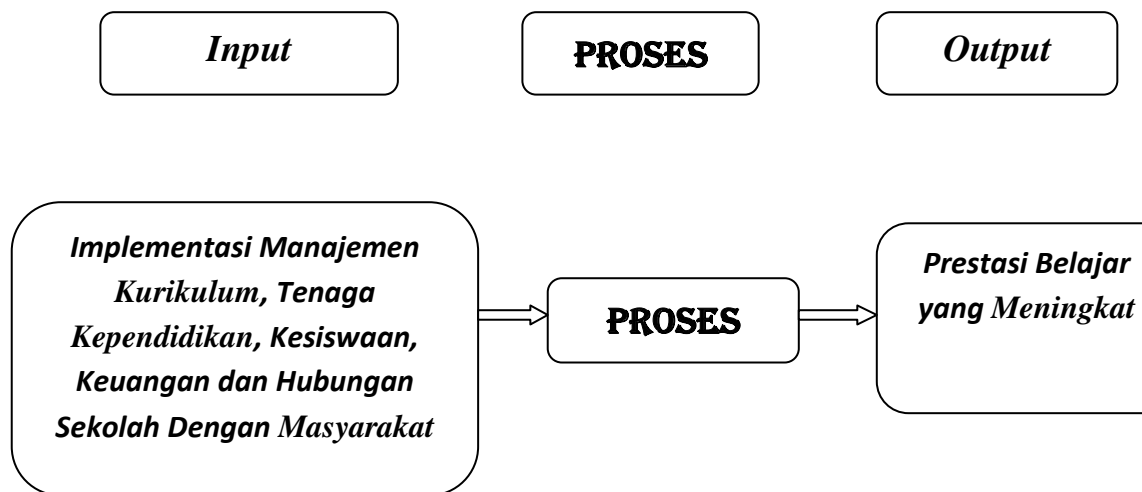 Input
PROSES
Output
Implementasi Manajemen
Kurikulum, Tenaga
Kependidikan, Kesiswaan,
Keuangan dan Hubungan
Sekolah Dengan Masyarakat
PROSES
Prestasi Belajar
yang Meningkat